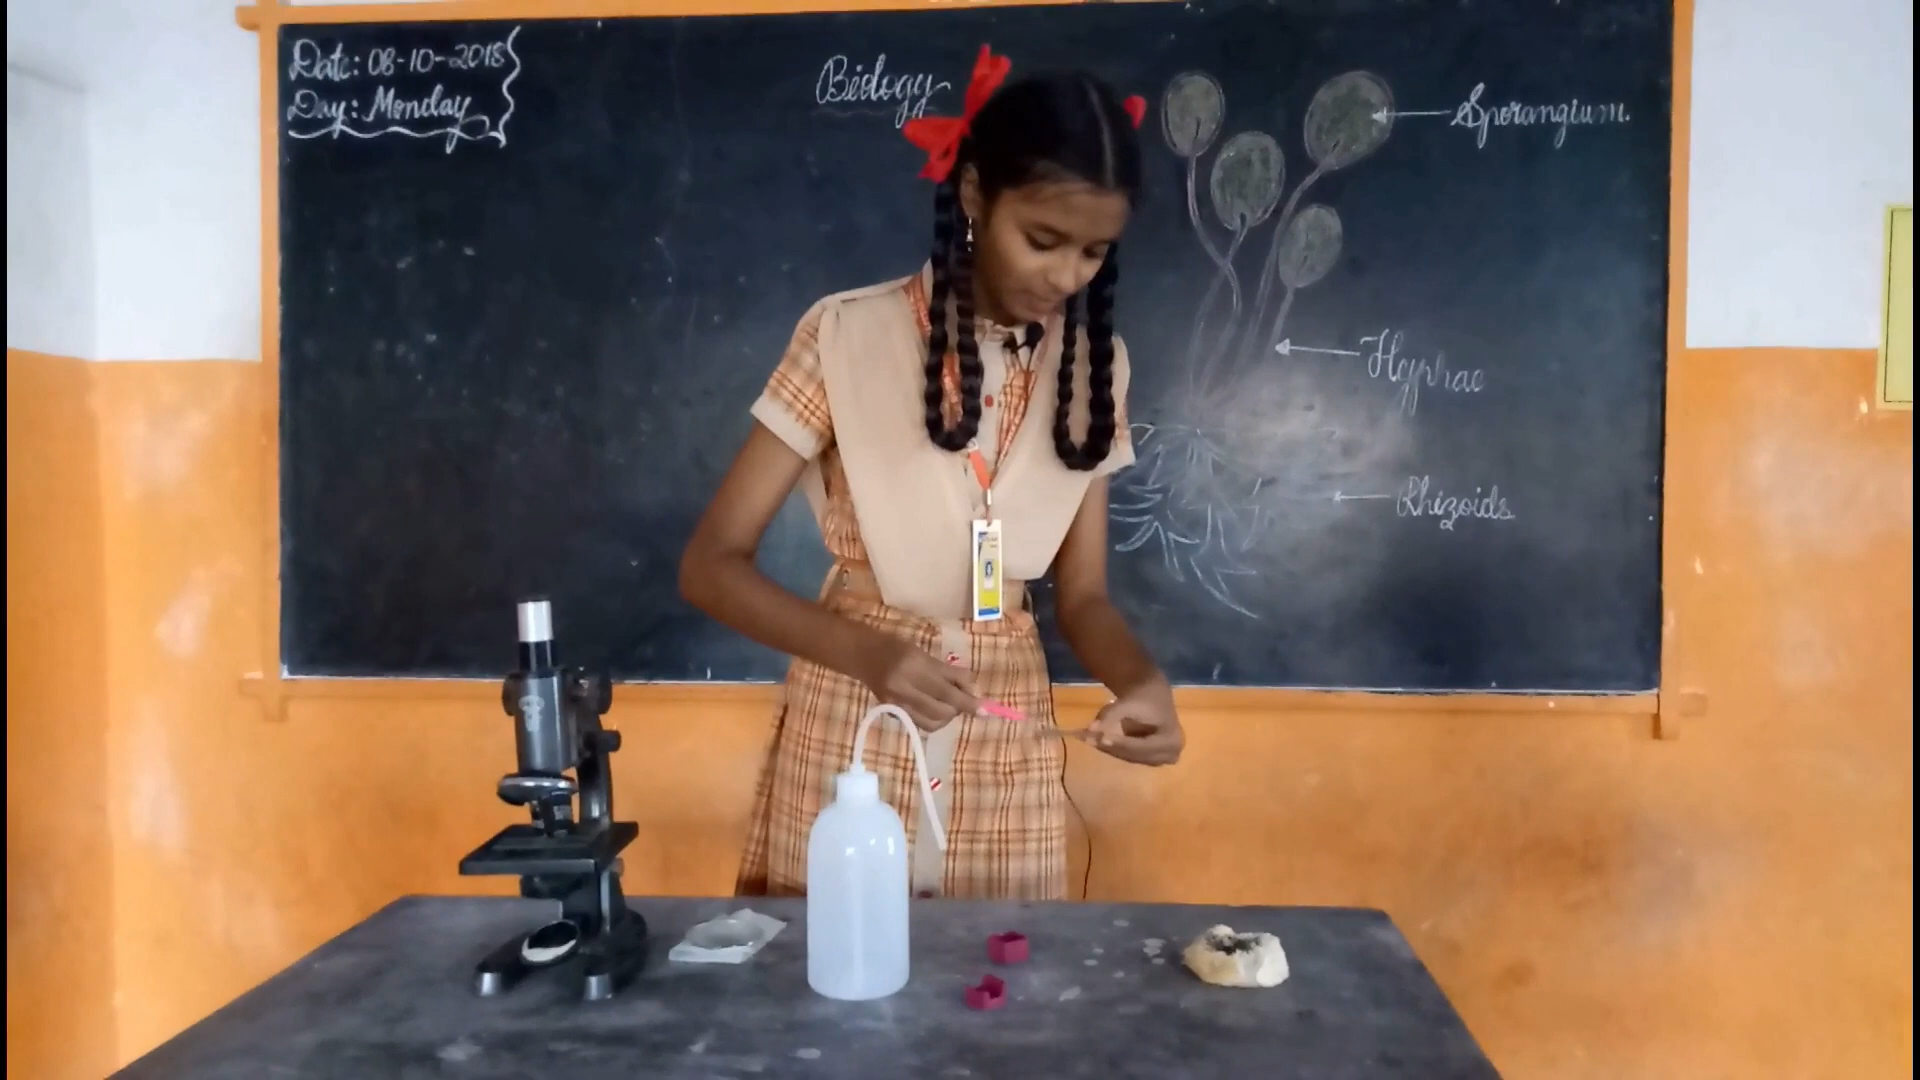 Date: 08-10-2018
Day: Monday
Biology
Sporangium.
Hyphae
Rhizoids